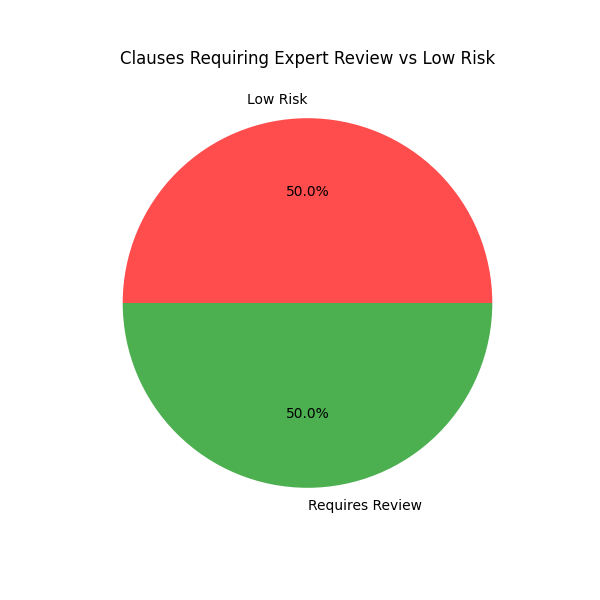 Clauses Requiring Expert Review vs Low Risk
Low Risk
50.0%
50.0%
Requires Review